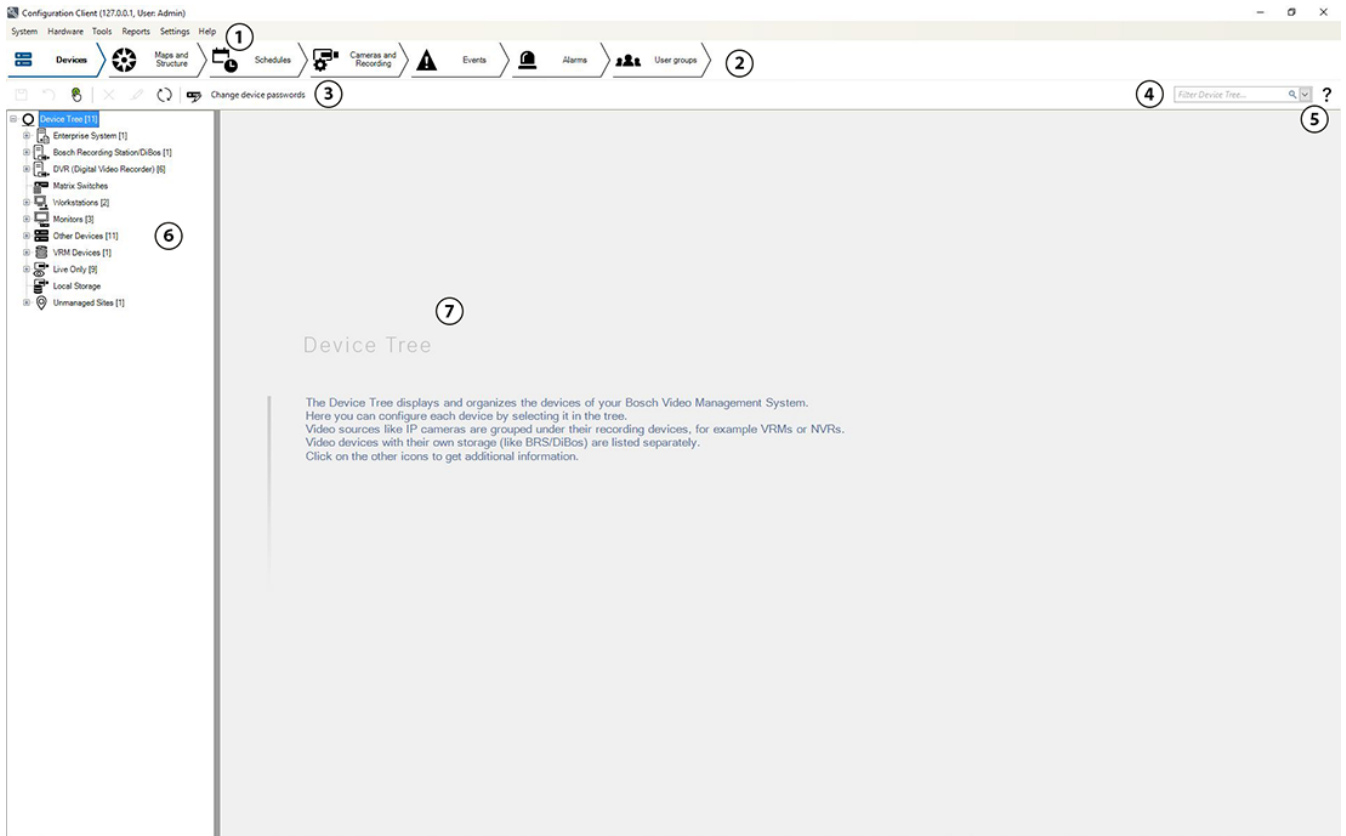 Configuration Client (127.0.0.1, User: Admin)
System Hardware Tools Reports Settings Help
1
Devices
Maps and
Structure
Schedules
Cameras and
Recording
Events
Alarms
User groups
2
Change device passwords
3
4
Filter Device Tree...
?
5
Device Tree [11]
Enterprise System [1]
Bosch Recording Station/DiBos [1]
DVR (Digital Video Recorder) [6]
Matrix Switches
Workstations [2]
Monitors [3]
Other Devices [11]
VRM Devices [1]
Live Only [9]
Local Storage
Unmanaged Sites [1]
6
7
Device Tree
The Device Tree displays and organizes the devices of your Bosch Video Management System.
Here you can configure each device by selecting it in the tree.
Video sources like IP cameras are grouped under their recording devices, for example VRMs or NVRs.
Video devices with their own storage (like BRS/DiBos) are listed separately.
Click on the other icons to get additional information.